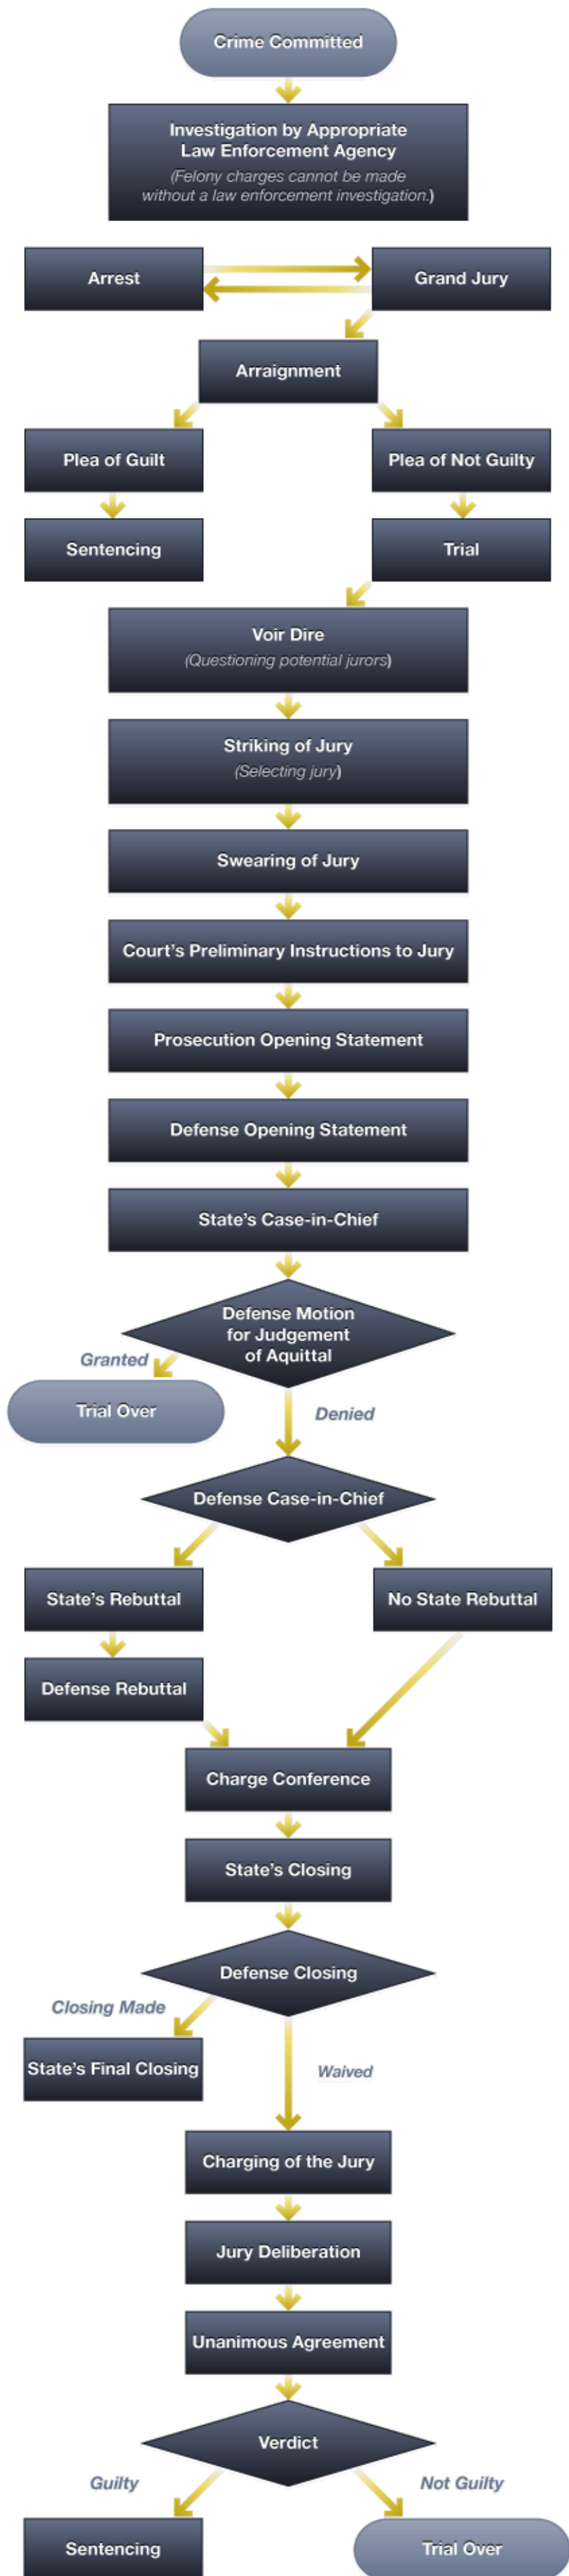 Crime Committed
Investigation by Appropriate
Law Enforcement Agency
(Felony charges cannot be made
without a law enforcement investigation.)
Arrest
Grand Jury
Arraignment
Plea of Guilt
Plea of Not Guilty
Sentencing
Trial
Voir Dire
(Questioning potential jurors)
Striking of Jury
(Selecting jury)
Swearing of Jury
Court's Preliminary Instructions to Jury
Prosecution Opening Statement
Defense Opening Statement
State's Case-in-Chief
Defense Motion
for Judgement
of Aquittal
Granted
Trial Over
Denied
Defense Case-in-Chief
State's Rebuttal
No State Rebuttal
Defense Rebuttal
Charge Conference
State's Closing
Defense Closing
Closing Made
State's Final Closing
Waived
Charging of the Jury
Jury Deliberation
Unanimous Agreement
Verdict
Guilty
Not Guilty
Sentencing
Trial Over